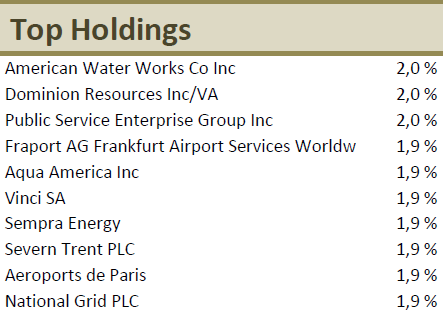 Top Holdings
American Water Works Co Inc 2,0 %
Dominion Resources Inc/VA 2,0 %
Public Service Enterprise Group Inc 2,0 %
Fraport AG Frankfurt Airport Services Worldw 1,9 %
Aqua America Inc 1,9 %
Vinci SA 1,9 %
Sempra Energy 1,9 %
Severn Trent PLC 1,9 %
Aeroports de Paris 1,9 %
National Grid PLC 1,9 %